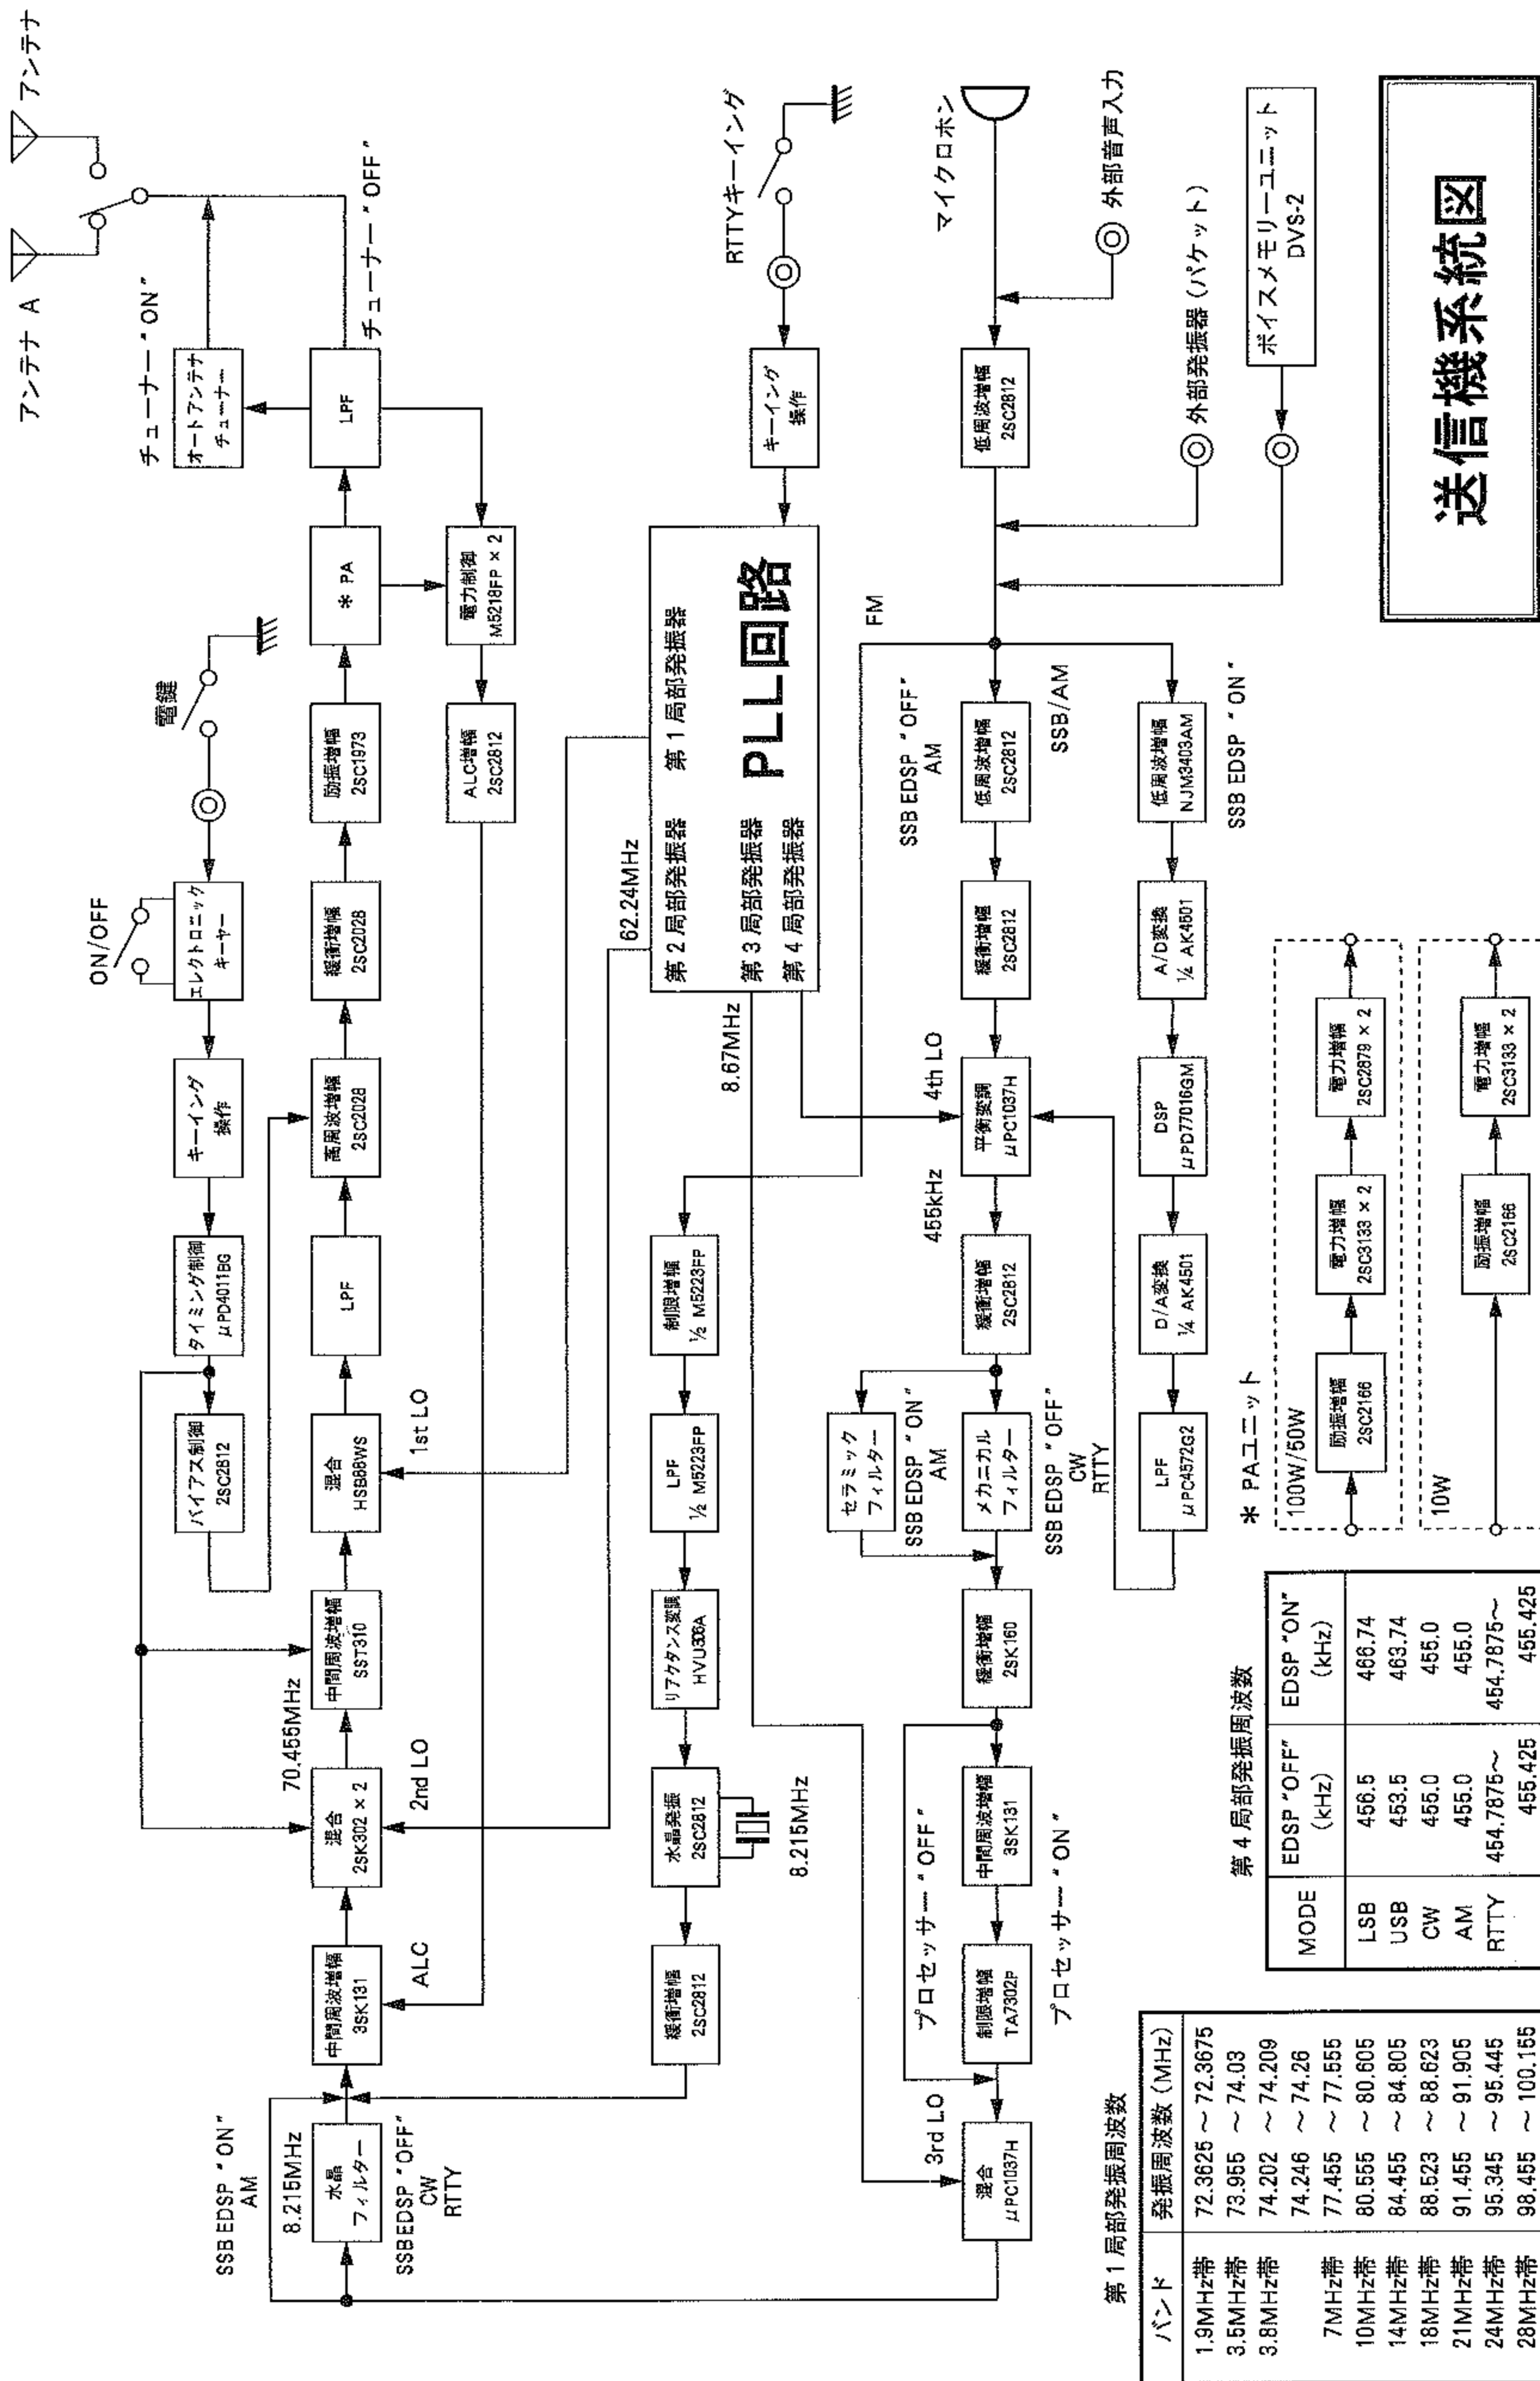 アンテナ A
アンテナ
チューナー"ON"
オートアンテナ
チューナー
LPF
チューナー"OFF"
* PA
電力制御
M5218FP × 2
ALC増幅
2SC2812
励振増幅
2SC1973
緩衝増幅
2SC2028
高周波増幅
2SC2028
LPF
混合
HSB88WS
1st LO
中間周波増幅
SST310
70.455MHz
混合
2SK302 × 2
2nd LO
中間周波増幅
3SK131
ALC
電鍵
ON/OFF
エレクトロニック
キーヤー
キーイング
操作
タイミング制御
μPD4011BG
バイアス制御
2SC2812
SSB EDSP "ON"
AM
8.215MHz
水晶
フィルター
SSBEDSP "OFF"
CW
RTTY
RTTYキーイング
キーイング
操作
第2局部発振器
第1局部発振器
第3局部発振器
第4局部発振器
PLL回路
62.24MHz
8.67MHz
4th LO
制限増幅
½ M5223FP
LPF
½ M5223FP
リアクタンス変調
HVU306A
水晶発振
2SC2812
8.215MHz
緩衝増幅
2SC2812
マイクロホン
外部音声入力
低周波増幅
2SC2812
外部発振器(パケット)
ボイスメモリーユニット
DVS-2
FM
SSB EDSP "OFF"
AM
低周波増幅
2SC2812
SSB/AM
低周波増幅
NJM3403AM
SSB EDSP "ON"
緩衝増幅
2SC2812
A/D変換
¼ AK4501
平衡変調
μPC1037H
DSP
μPD77016GM
455kHz
緩衝増幅
2SC2812
D/A変換
¼ AK4501
LPF
μPC4572G2
セラミック
フィルター
SSB EDSP "ON"
AM
メカニカル
フィルター
SSB EDSP "OFF"
CW
RTTY
緩衝増幅
2SK160
プロセッサー"OFF"
中間周波増幅
3SK131
制限増幅
TA7302P
プロセッサー"ON"
3rd LO
混合
μPC1037H
送信機系統図
* PAユニット
100W/50W
励振増幅
2SC2166
電力増幅
2SC3133 × 2
電力増幅
2SC2879 × 2
10W
励振増幅
2SC2166
電力増幅
2SC3133 × 2
第4局部発振周波数
MODE EDSP "OFF" (kHz) EDSP "ON" (kHz)
LSB 456.5 466.74
USB 453.5 463.74
CW 455.0 455.0
AM 455.0 455.0
RTTY 454.7875～ 454.7875～
455.425 455.425
第1局部発振周波数
バンド 発振周波数(MHz)
1.9MHz帯 72.3625 ～ 72.3675
3.5MHz帯 73.955 ～ 74.03
3.8MHz帯 74.202 ～ 74.209
74.246 ～ 74.26
7MHz帯 77.455 ～ 77.555
10MHz帯 80.555 ～ 80.605
14MHz帯 84.455 ～ 84.805
18MHz帯 88.523 ～ 88.623
21MHz帯 91.455 ～ 91.905
24MHz帯 95.345 ～ 95.445
28MHz帯 98.455 ～ 100.155